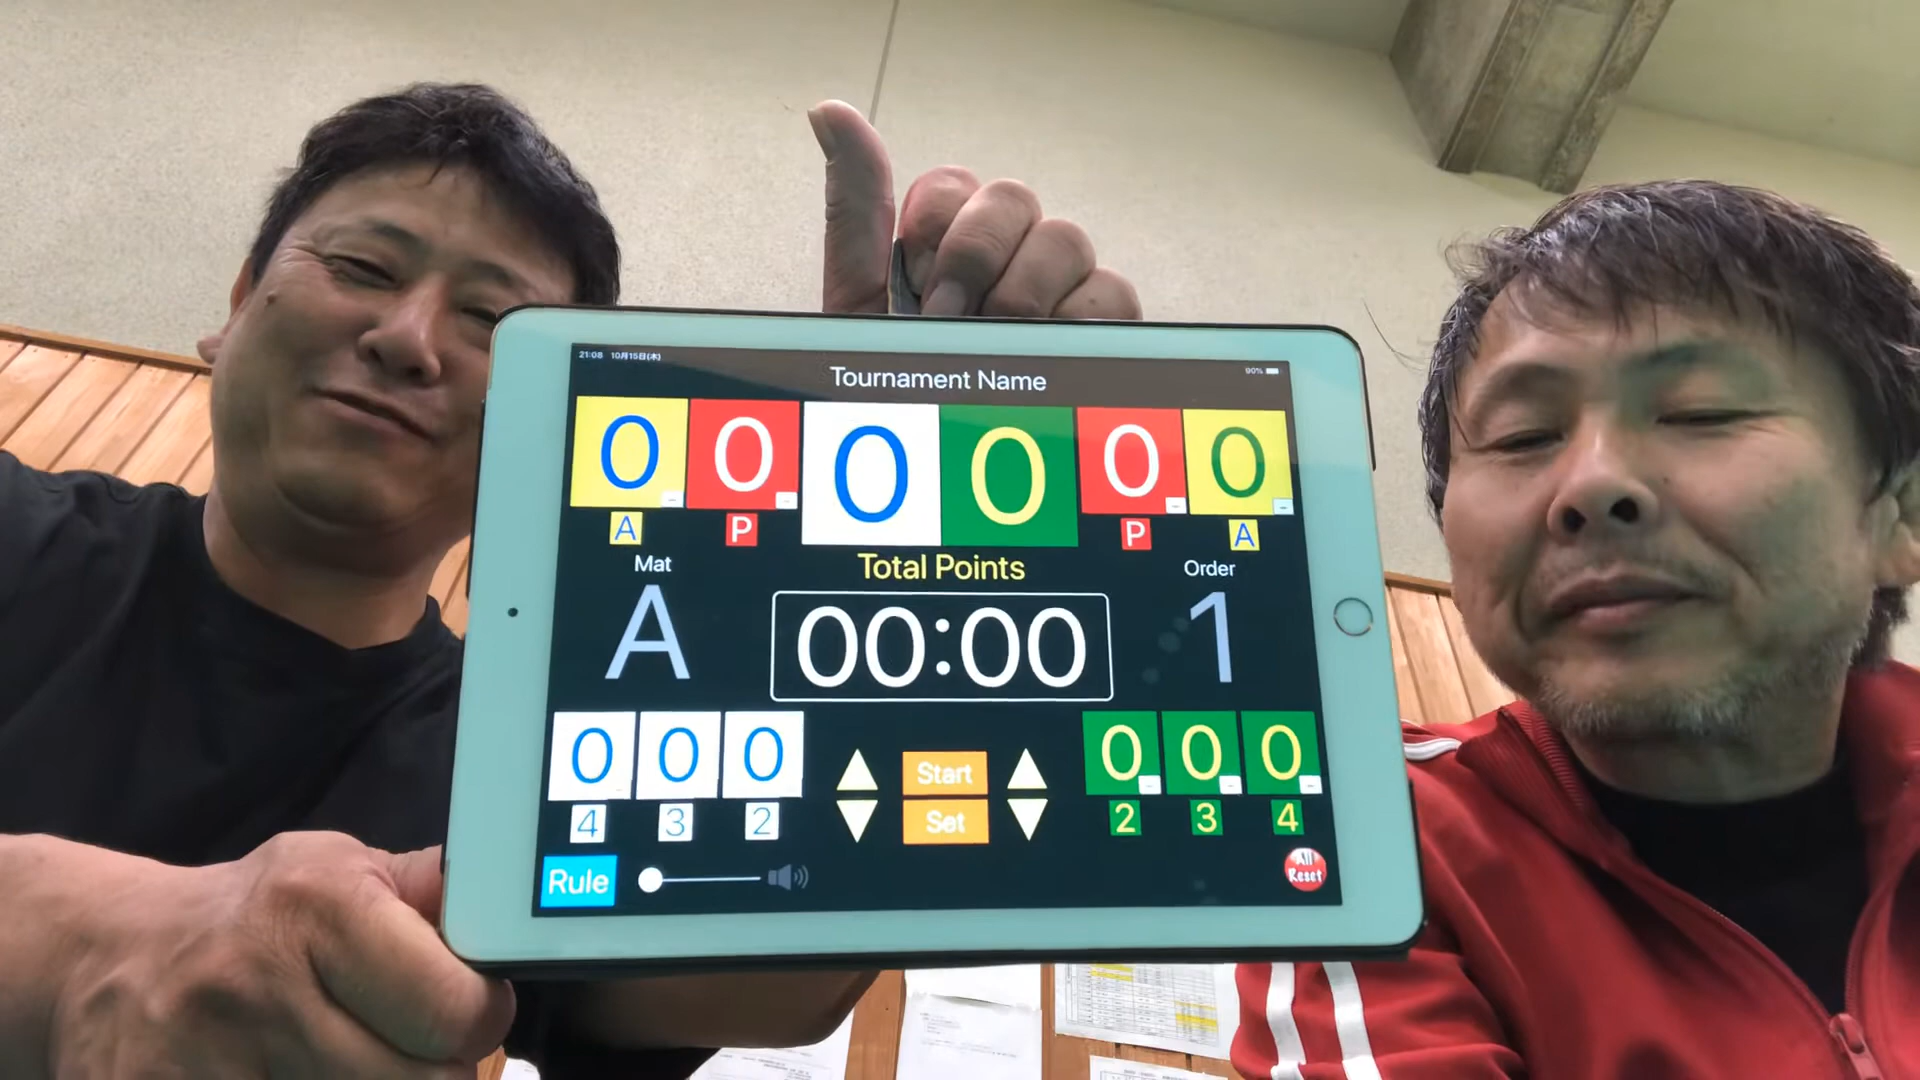 21:08 10月15日(木)
90%
Tournament Name
0 0 0 0 0 0
A P P A
Mat Total Points Order
A 00:00 1
0 0 0 0 0 0
Start
4 3 2 Set 2 3 4
Rule All
Reset